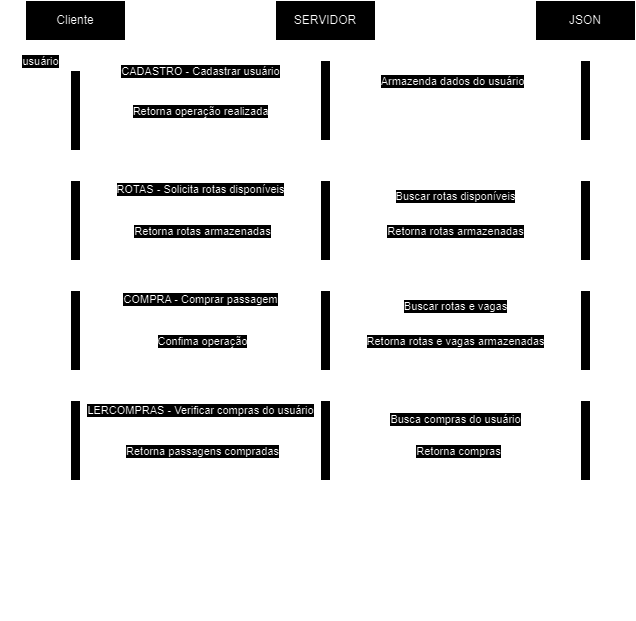 Cliente
SERVIDOR
JSON
usuário
CADASTRO - Cadastrar usuário
Armazenda dados do usuário
Retorna operação realizada
ROTAS - Solicita rotas disponíveis
Buscar rotas disponíveis
Retorna rotas armazenadas
Retorna rotas armazenadas
COMPRA - Comprar passagem
Buscar rotas e vagas
Confima operação
Retorna rotas e vagas armazenadas
LERCOMPRAS - Verificar compras do usuário
Busca compras do usuário
Retorna passagens compradas
Retorna compras